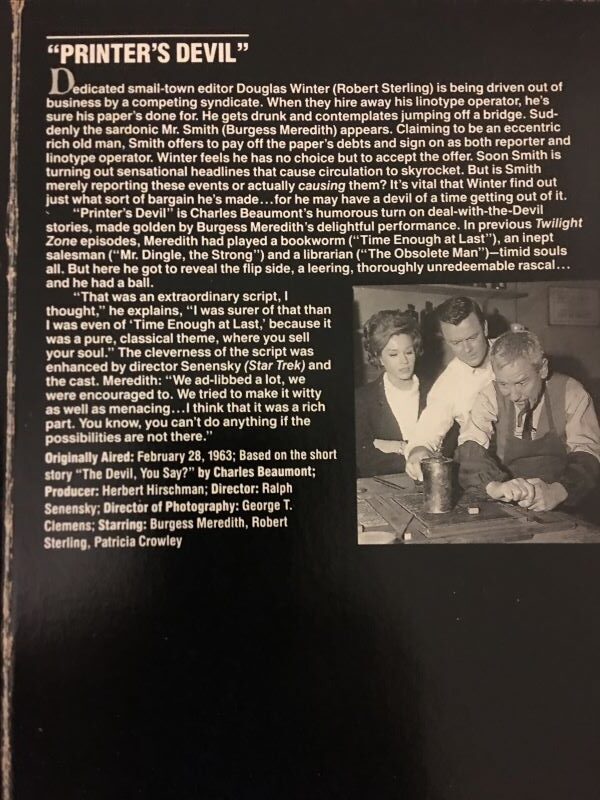 “PRINTER’S DEVIL”
Dedicated small-town editor Douglas Winter (Robert Sterling) is being driven out of
business by a competing syndicate. When they hire away his linotype operator, he’s
sure his paper’s done for. He gets drunk and contemplates jumping off a bridge. Sud-
denly the sardonic Mr. Smith (Burgess Meredith) appears. Claiming to be an eccentric
rich old man, Smith offers to pay off the paper’s debts and sign on as both reporter and
linotype operator. Winter feels he has no choice but to accept the offer. Soon Smith is
turning out sensational headlines that cause circulation to skyrocket. But is Smith
merely reporting these events or actually causing them? It’s vital that Winter find out
just what sort of bargain he’s made...for he may have a devil of a time getting out of it.
“Printer’s Devil” is Charles Beaumont’s humorous turn on deal-with-the-Devil
stories, made golden by Burgess Meredith’s delightful performance. In previous Twilight
Zone episodes, Meredith had played a bookworm (“Time Enough at Last”), an inept
salesman (“Mr. Dingle, the Strong”) and a librarian (“The Obsolete Man”)—timid souls
all. But here he got to reveal the flip side, a leering, thoroughly unredeemable rascal...
and he had a ball.
“That was an extraordinary script, I
thought,” he explains, “I was surer of that than
I was even of ‘Time Enough at Last,’ because it
was a pure, classical theme, where you sell
your soul.” The cleverness of the script was
enhanced by director Senensky (Star Trek) and
the cast. Meredith: “We ad-libbed a lot, we
were encouraged to. We tried to make it witty
as well as menacing...I think that it was a rich
part. You know, you can’t do anything if the
possibilities are not there.”
Originally Aired: February 28, 1963; Based on the short
story “The Devil, You Say?” by Charles Beaumont;
Producer: Herbert Hirschman; Director: Ralph
Senensky; Director of Photography: George T.
Clemens; Starring: Burgess Meredith, Robert
Sterling, Patricia Crowley